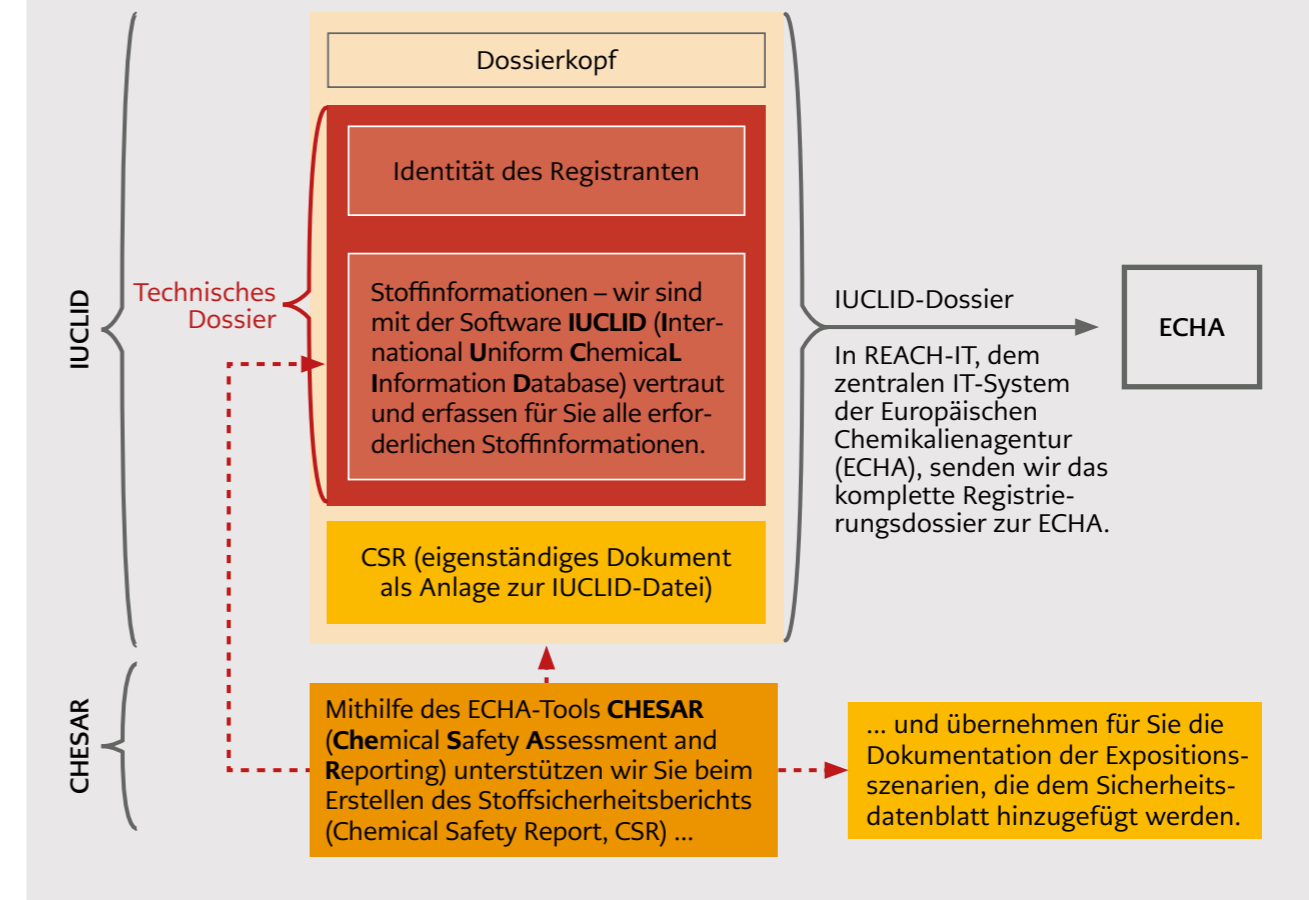 Dossierkopf
Identität des Registranten
IUCLID
Technisches
Dossier
Stoffinformationen – wir sind
mit der Software IUCLID (Inter-
national Uniform ChemicaL
Information Database) vertraut
und erfassen für Sie alle erfor-
derlichen Stoffinformationen.
IUCLID-Dossier
ECHA
In REACH-IT, dem
zentralen IT-System
der Europäischen
Chemikalienagentur
(ECHA), senden wir das
komplette Registrie-
rungsdossier zur ECHA.
CSR (eigenständiges Dokument
als Anlage zur IUCLID-Datei)
CHESAR
Mithilfe des ECHA-Tools CHESAR
(Chemical Safety Assessment and
Reporting) unterstützen wir Sie beim
Erstellen des Stoffsicherheitsberichts
(Chemical Safety Report, CSR) ...
... und übernehmen für Sie die
Dokumentation der Expositions-
szenarien, die dem Sicherheits-
datenblatt hinzugefügt werden.